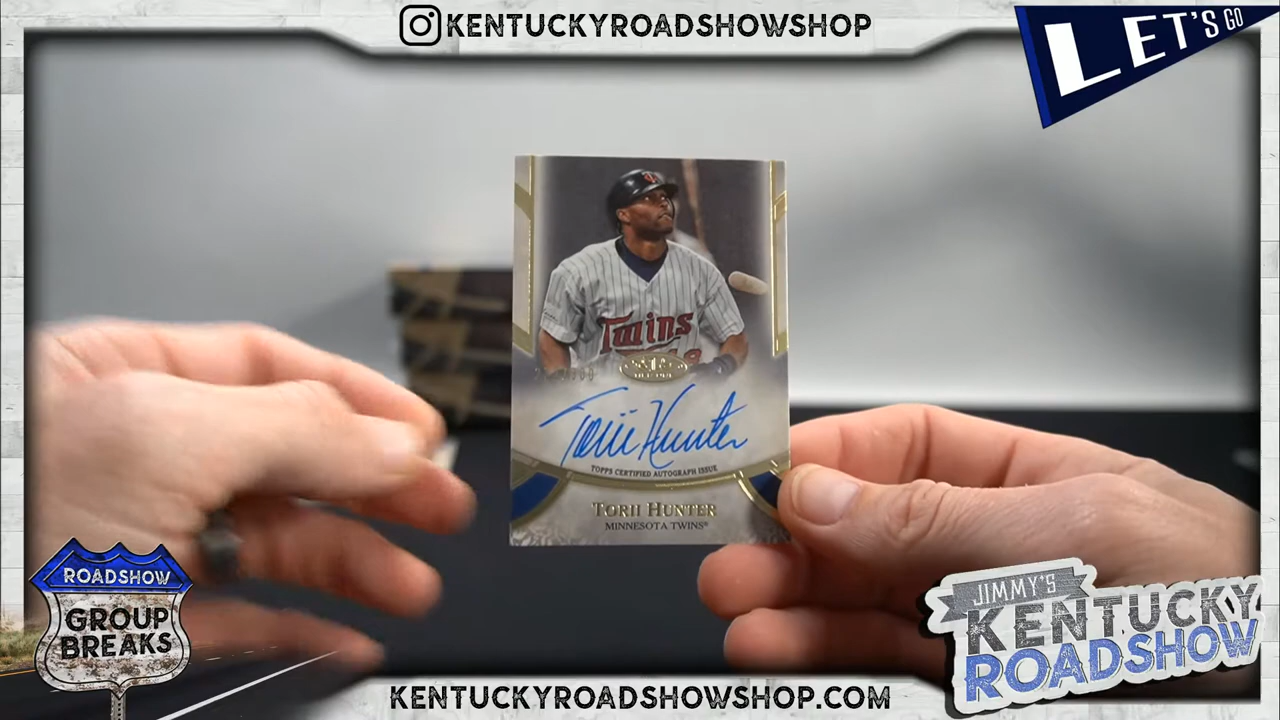 KENTUCKYROADSHOWSHOP
LET'S GO
Twins
Torii Hunter
TOPPS CERTIFIED AUTOGRAPH ISSUE
TORII HUNTER
MINNESOTA TWINS®
ROADSHOW
GROUP
BREAKS
JIMMY'S
KENTUCKY
ROADSHOW
KENTUCKYROADSHOWSHOP.COM